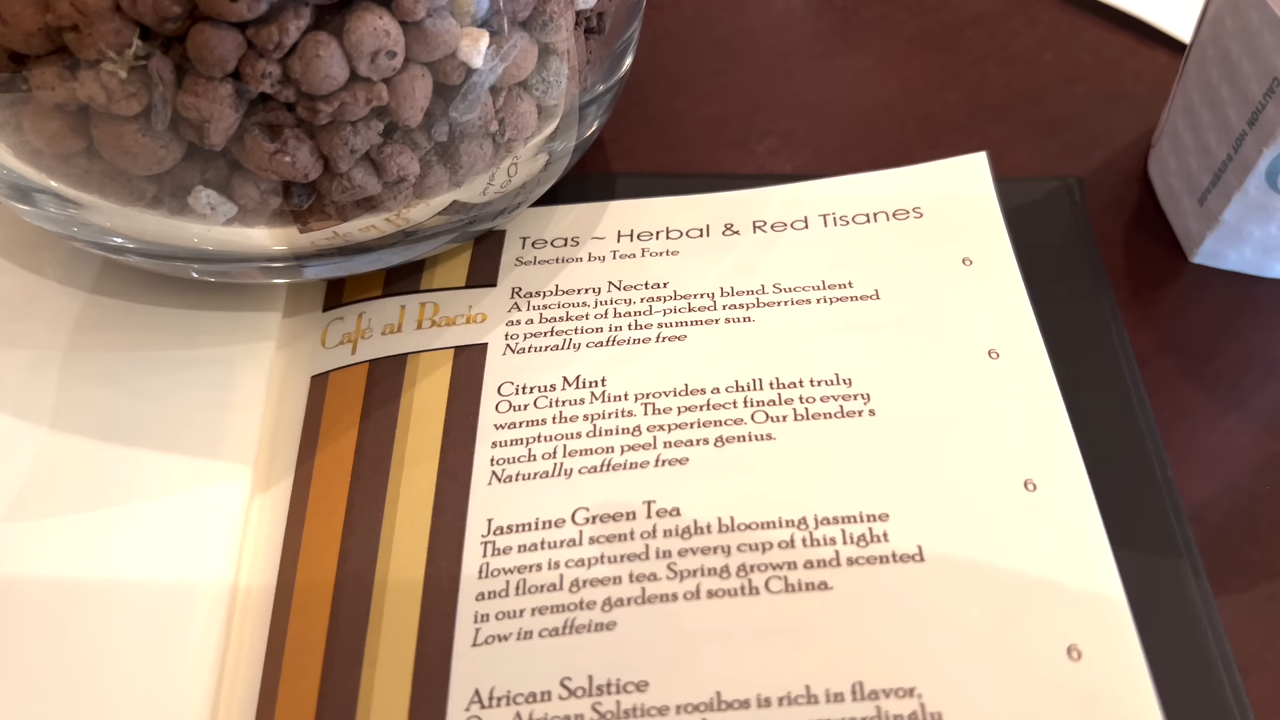 Teas ~ Herbal & Red Tisanes
Selection by Tea Forte
Café al Bacio
Raspberry Nectar 6
A luscious, juicy, raspberry blend. Succulent
as a basket of hand-picked raspberries ripened
to perfection in the summer sun.
Naturally caffeine free
Citrus Mint 6
Our Citrus Mint provides a chill that truly
warms the spirits. The perfect finale to every
sumptuous dining experience. Our blender's
touch of lemon peel nears genius.
Naturally caffeine free
Jasmine Green Tea 6
The natural scent of night blooming jasmine
flowers is captured in every cup of this light
and floral green tea. Spring grown and scented
in our remote gardens of south China.
Low in caffeine
African Solstice 6
Our African Solstice rooibos is rich in flavor,
CAUTION HOT BEVERAGE